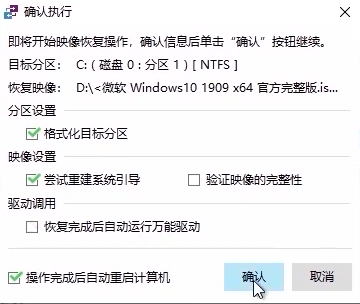 确认执行
即将开始映像恢复操作，确认信息后单击“确认”按钮继续。
目标分区： C: ( 磁盘 0 : 分区 1 ) [ NTFS ]
恢复映像： D:\<微软 Windows10 1909 x64 官方完整版.is...
分区设置
格式化目标分区
映像设置
尝试重建系统引导 验证映像的完整性
驱动调用
恢复完成后自动运行万能驱动
操作完成后自动重启计算机 确认 取消